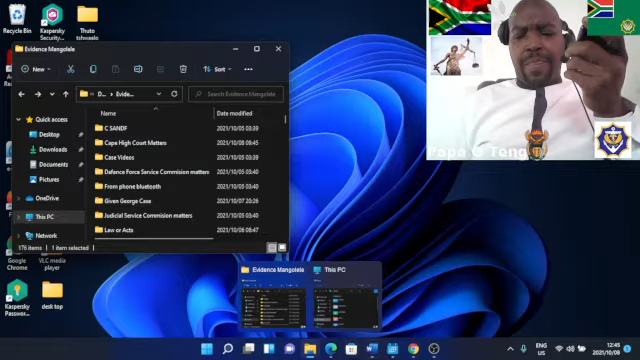 Recycle Bin
Kaspersky Security...
Thuto tshwaelo
Evidence Mangolele
New
Sort
D...
Evide...
Search Evidence Mangolele
Name
Date modified
Quick access
Desktop
Downloads
Documents
Pictures
OneDrive
This PC
Network
C SANDF 2021/10/05 03:39
Cape High Court Matters 2021/10/08 09:45
Case Videos 2021/10/05 03:39
Defence Force Service Commision matters 2021/10/05 03:40
From phone bluetooth 2021/10/05 03:40
Given George Case 2021/10/07 20:26
Judicial Service Commision matters 2021/10/05 03:40
Law or Acts 2021/10/06 08:47
176 items
1 item selected
Google Chrome
VLC media player
Kaspersky Passwor...
desk top
Evidence Mangolele
This PC
Papa G Teng
ENG
US
12:45
2021/10/08